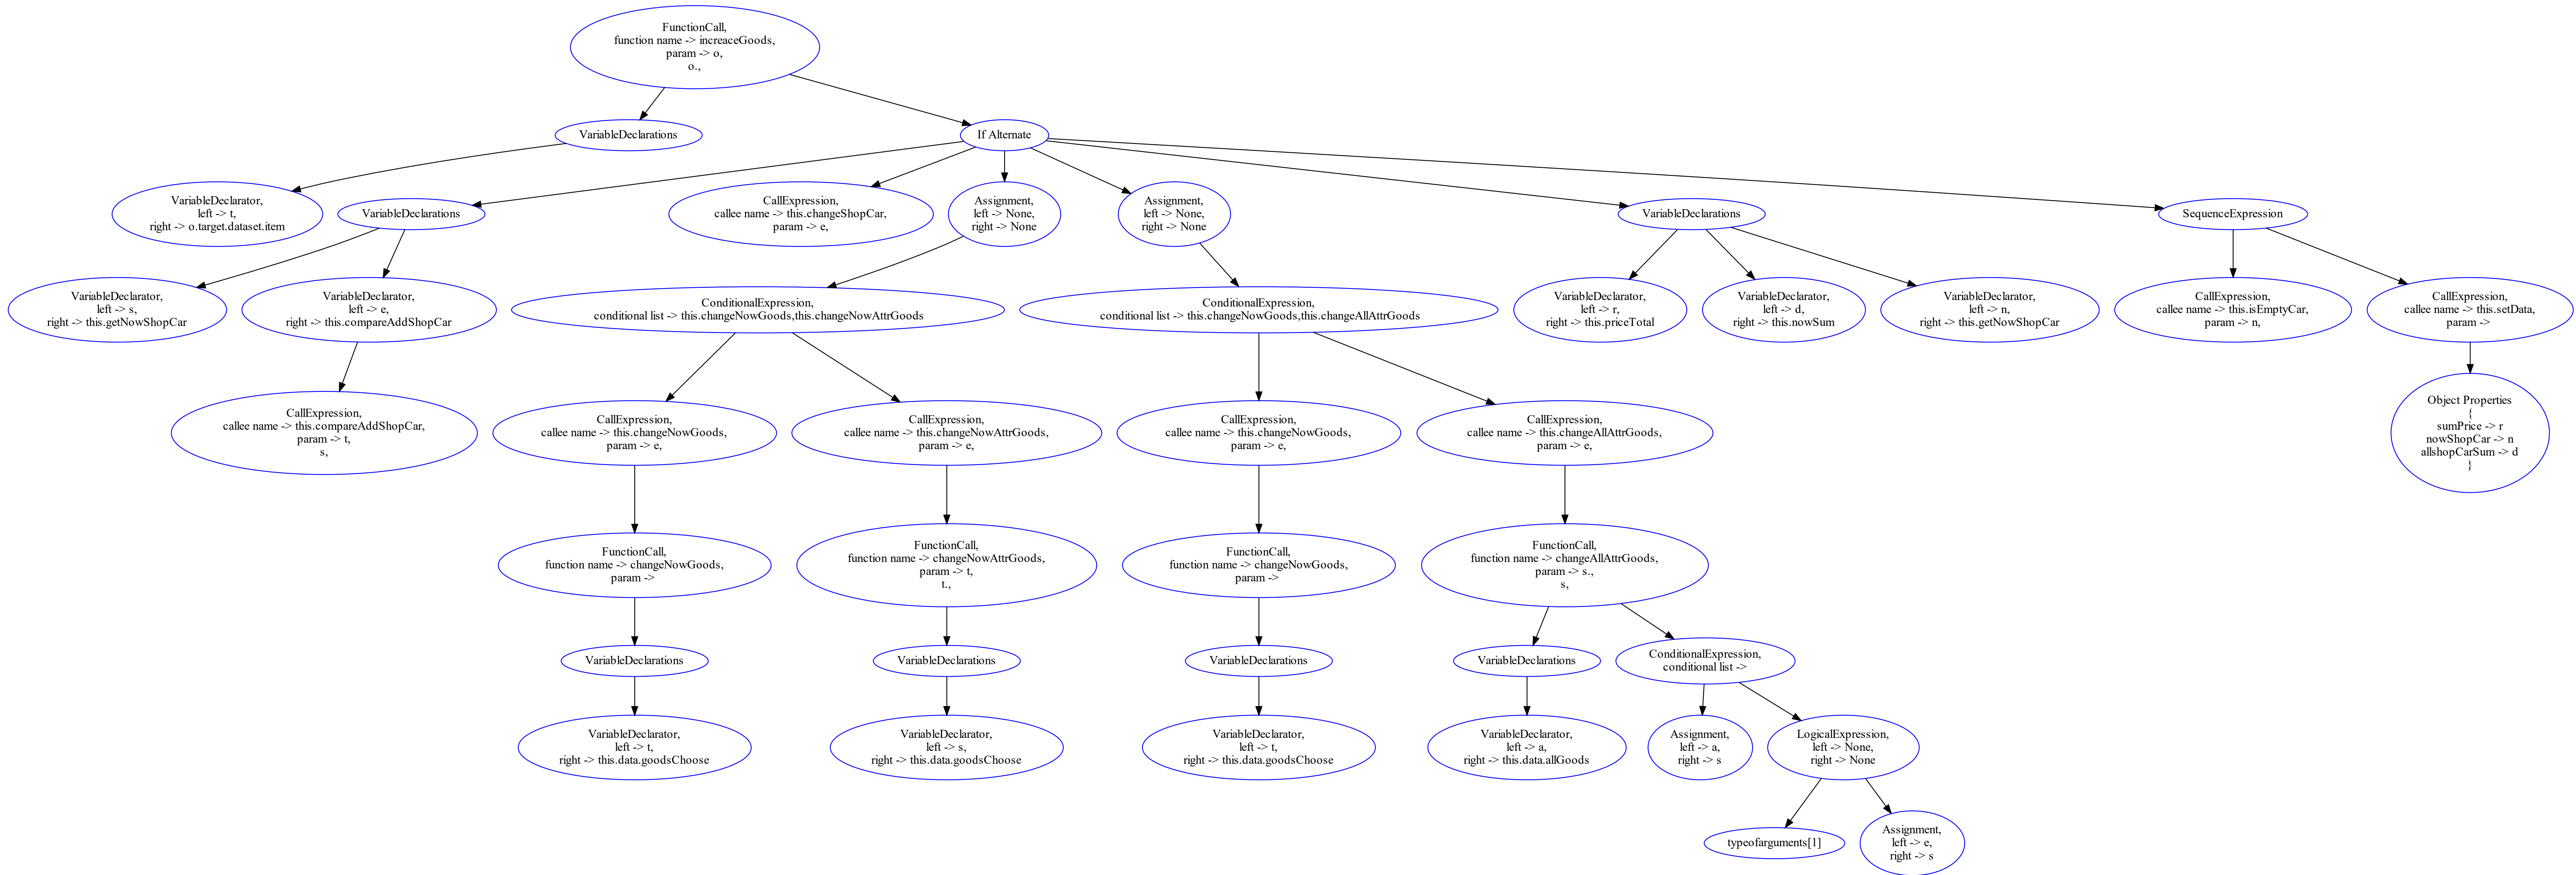 FunctionCall,
function name -> increaceGoods,
param -> o,
o.,
VariableDeclarations
If Alternate
VariableDeclarator,
left -> t,
right -> o.target.dataset.item
VariableDeclarations
CallExpression,
callee name -> this.changeShopCar,
param -> e,
Assignment,
left -> None,
right -> None
Assignment,
left -> None,
right -> None
VariableDeclarations
SequenceExpression
VariableDeclarator,
left -> s,
right -> this.getNowShopCar
VariableDeclarator,
left -> e,
right -> this.compareAddShopCar
ConditionalExpression,
conditional list -> this.changeNowGoods,this.changeNowAttrGoods
ConditionalExpression,
conditional list -> this.changeNowGoods,this.changeAllAttrGoods
VariableDeclarator,
left -> r,
right -> this.priceTotal
VariableDeclarator,
left -> d,
right -> this.nowSum
VariableDeclarator,
left -> n,
right -> this.getNowShopCar
CallExpression,
callee name -> this.isEmptyCar,
param -> n,
CallExpression,
callee name -> this.setData,
param ->
CallExpression,
callee name -> this.compareAddShopCar,
param -> t,
s,
CallExpression,
callee name -> this.changeNowGoods,
param -> e,
CallExpression,
callee name -> this.changeNowAttrGoods,
param -> e,
CallExpression,
callee name -> this.changeNowGoods,
param -> e,
CallExpression,
callee name -> this.changeAllAttrGoods,
param -> e,
Object Properties
{
sumPrice -> r
nowShopCar -> n
allshopCarSum -> d
}
FunctionCall,
function name -> changeNowGoods,
param ->
FunctionCall,
function name -> changeNowAttrGoods,
param -> t,
t.,
FunctionCall,
function name -> changeNowGoods,
param ->
FunctionCall,
function name -> changeAllAttrGoods,
param -> s.,
s,
VariableDeclarations
VariableDeclarations
VariableDeclarations
VariableDeclarations
ConditionalExpression,
conditional list ->
VariableDeclarator,
left -> t,
right -> this.data.goodsChoose
VariableDeclarator,
left -> s,
right -> this.data.goodsChoose
VariableDeclarator,
left -> t,
right -> this.data.goodsChoose
VariableDeclarator,
left -> a,
right -> this.data.allGoods
Assignment,
left -> a,
right -> s
LogicalExpression,
left -> None,
right -> None
typeofarguments[1]
Assignment,
left -> e,
right -> s